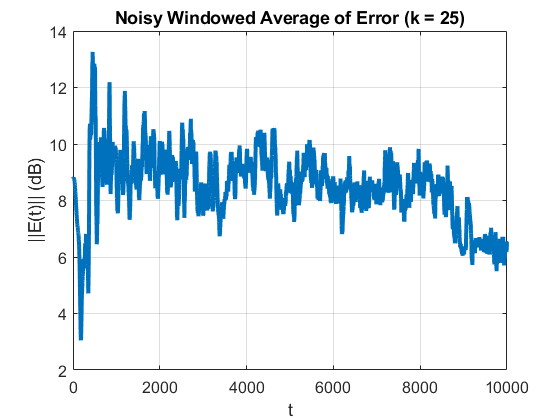 Noisy Windowed Average of Error (k = 25)
||E(t)|| (dB)
14
12
10
8
6
4
2
0 2000 4000 6000 8000 10000
t